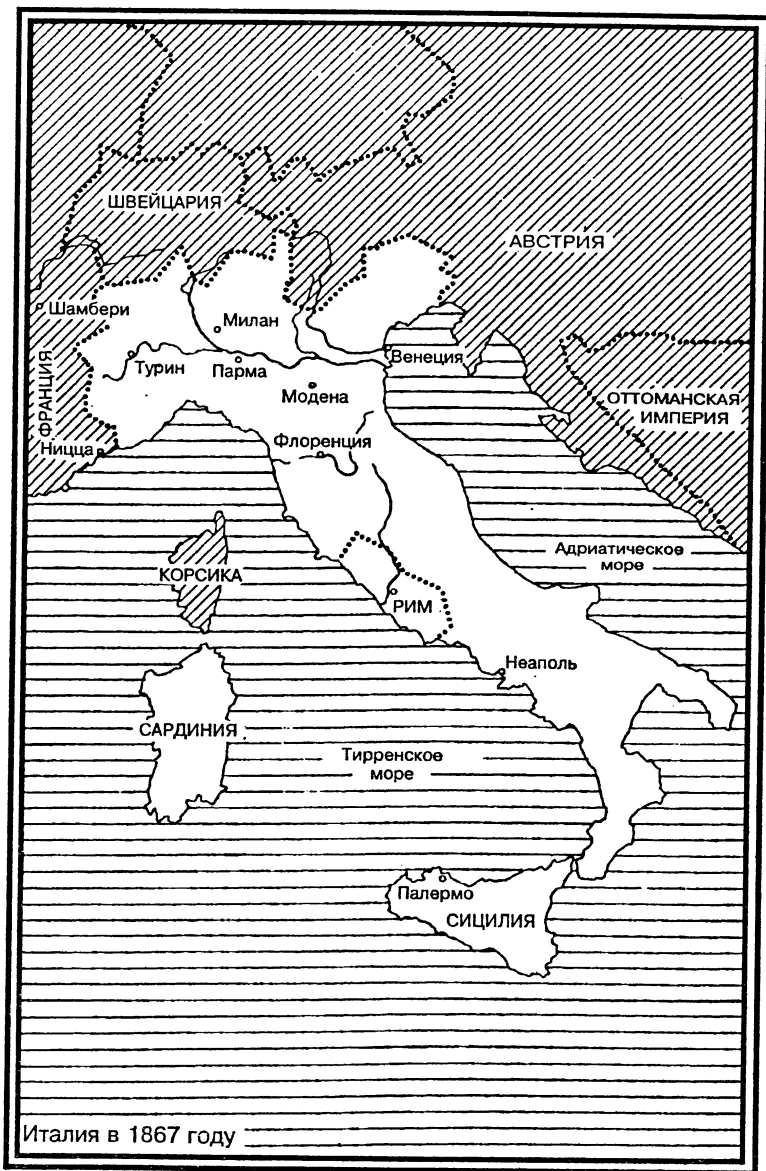 ШВЕЙЦАРИЯ
АВСТРИЯ
Шамбери
Милан
Венеция
Турин
Парма
Модена
ФРАНЦИЯ
ОТТОМАНСКАЯ
ИМПЕРИЯ
Флоренция
Ницца
Адриатическое
море
КОРСИКА
РИМ
Неаполь
САРДИНИЯ
Тирренское
море
Палермо
СИЦИЛИЯ
Италия в 1867 году